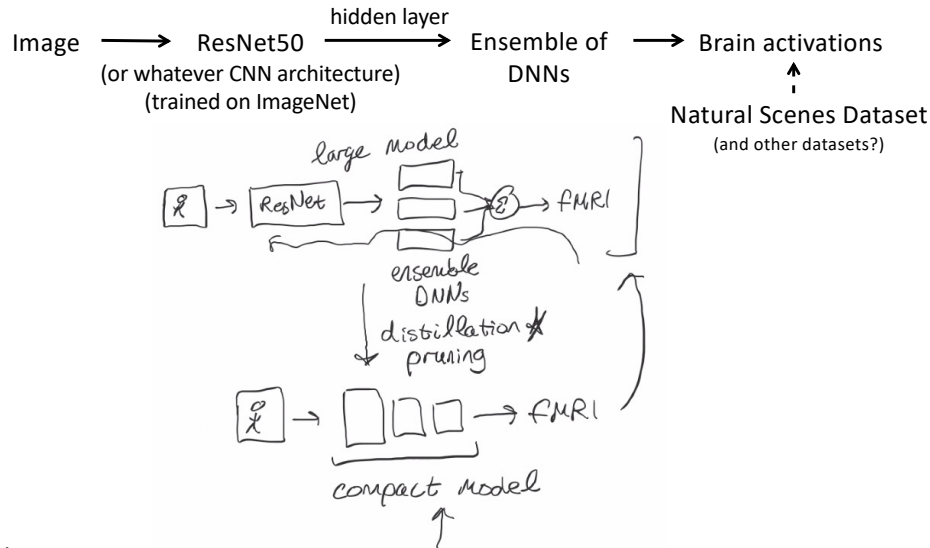 hidden layer
Image ResNet50 Ensemble of Brain activations
(or whatever CNN architecture) DNNs
(trained on ImageNet)
Natural Scenes Dataset
(and other datasets?)
large model
ResNet Σ fMRI
ensemble
DNNs
distillation
pruning
fMRI
compact model